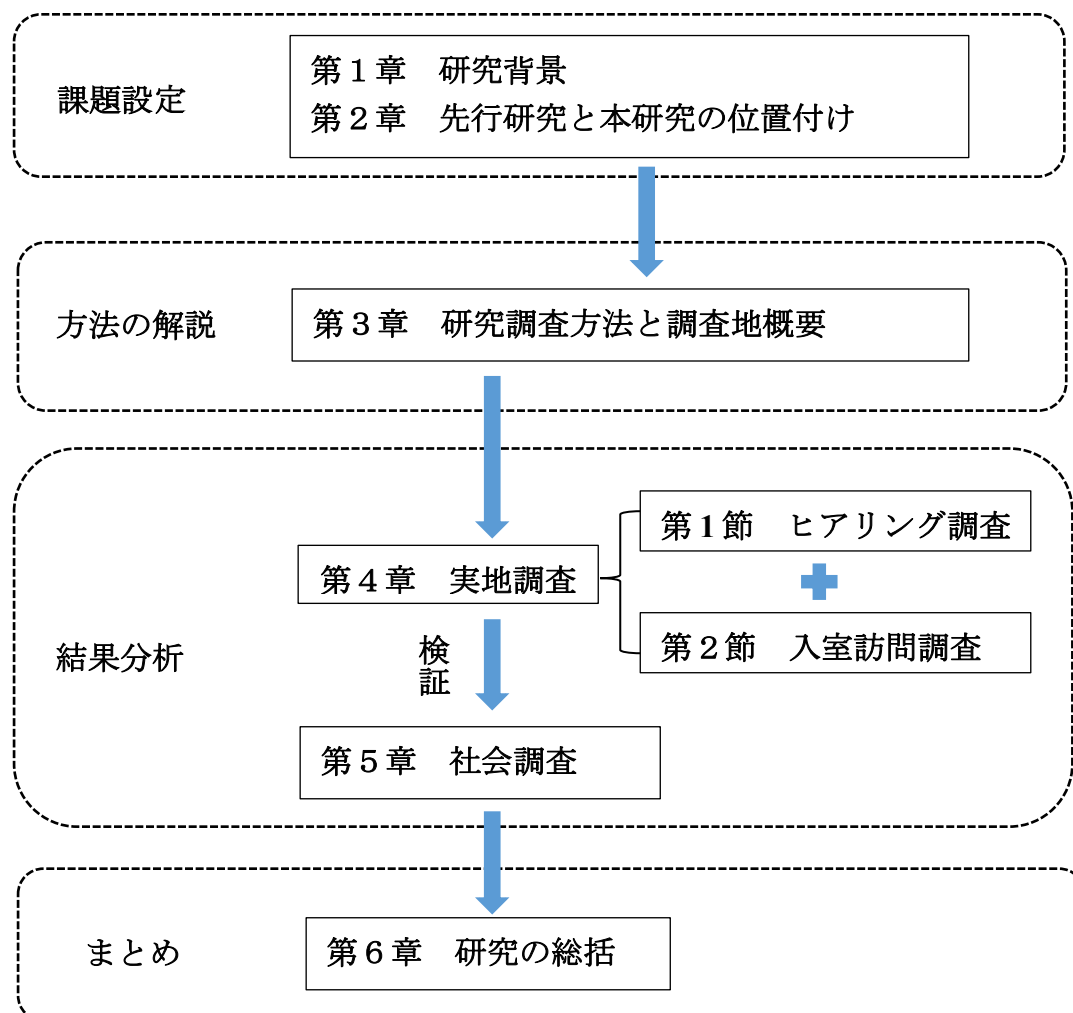 課題設定
第１章　研究背景
第２章　先行研究と本研究の位置付け
方法の解説
第３章　研究調査方法と調査地概要
結果分析
第４章　実地調査
第1節　ヒアリング調査
第２節　入室訪問調査
検証
第５章　社会調査
まとめ
第６章　研究の総括